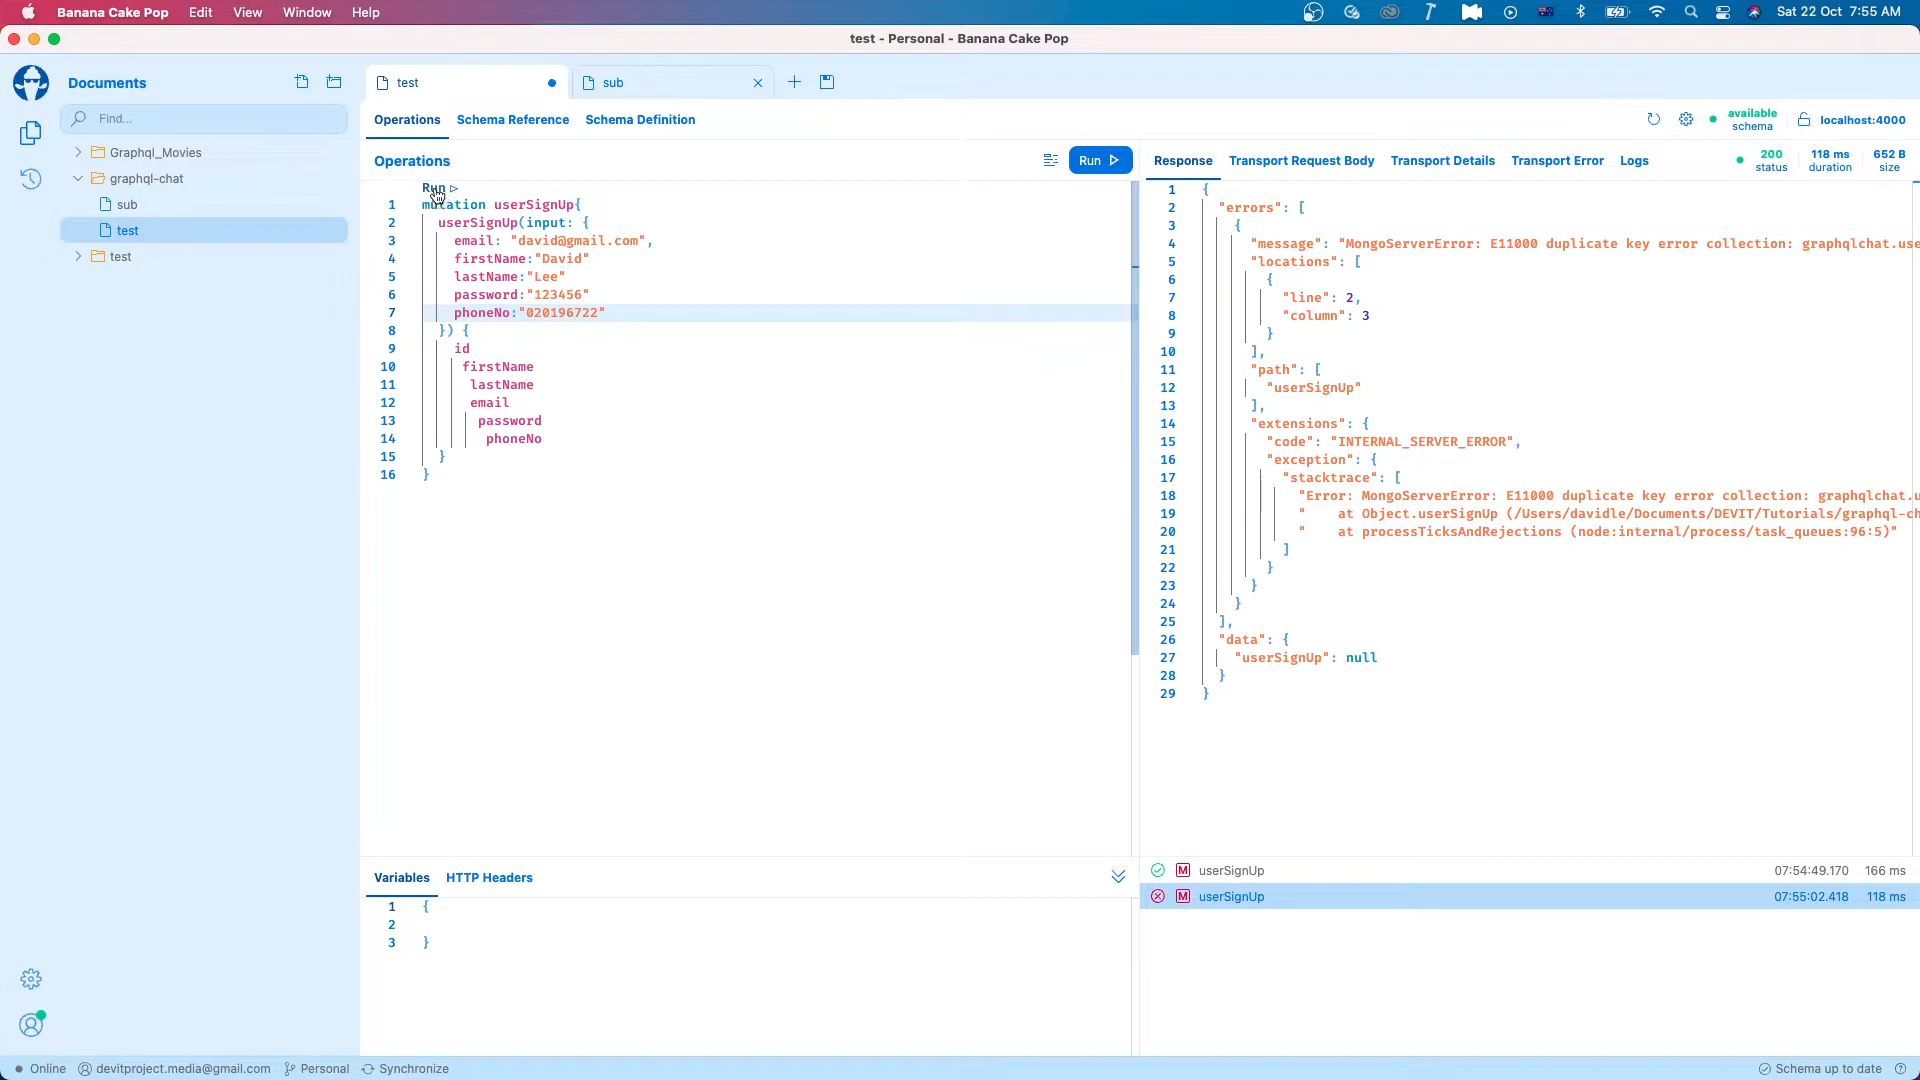 Banana Cake Pop Edit View Window Help Sat 22 Oct 7:55 AM
test - Personal - Banana Cake Pop
Documents
Find...
Graphql_Movies
graphql-chat
sub
test
test
test sub
Operations Schema Reference Schema Definition
available
schema
localhost:4000
Operations
Run
Run
1 mutation userSignUp{
2 userSignUp(input: {
3 email: "david@gmail.com",
4 firstName:"David"
5 lastName:"Lee"
6 password:"123456"
7 phoneNo:"020196722"
8 }) {
9 id
10 firstName
11 lastName
12 email
13 password
14 phoneNo
15 }
16 }
Variables HTTP Headers
1 {
2
3 }
Response Transport Request Body Transport Details Transport Error Logs
200
status
118 ms
duration
652 B
size
1 {
2 "errors": [
3 {
4 "message": "MongoServerError: E11000 duplicate key error collection: graphqlchat.use
5 "locations": [
6 {
7 "line": 2,
8 "column": 3
9 }
10 ],
11 "path": [
12 "userSignUp"
13 ],
14 "extensions": {
15 "code": "INTERNAL_SERVER_ERROR",
16 "exception": {
17 "stacktrace": [
18 "Error: MongoServerError: E11000 duplicate key error collection: graphqlchat.u
19 " at Object.userSignUp (/Users/davidle/Documents/DEVIT/Tutorials/graphql-ch
20 " at processTicksAndRejections (node:internal/process/task_queues:96:5)"
21 ]
22 }
23 }
24 }
25 ],
26 "data": {
27 "userSignUp": null
28 }
29 }
M userSignUp 07:54:49.170 166 ms
M userSignUp 07:55:02.418 118 ms
Online devitproject.media@gmail.com Personal Synchronize
Schema up to date